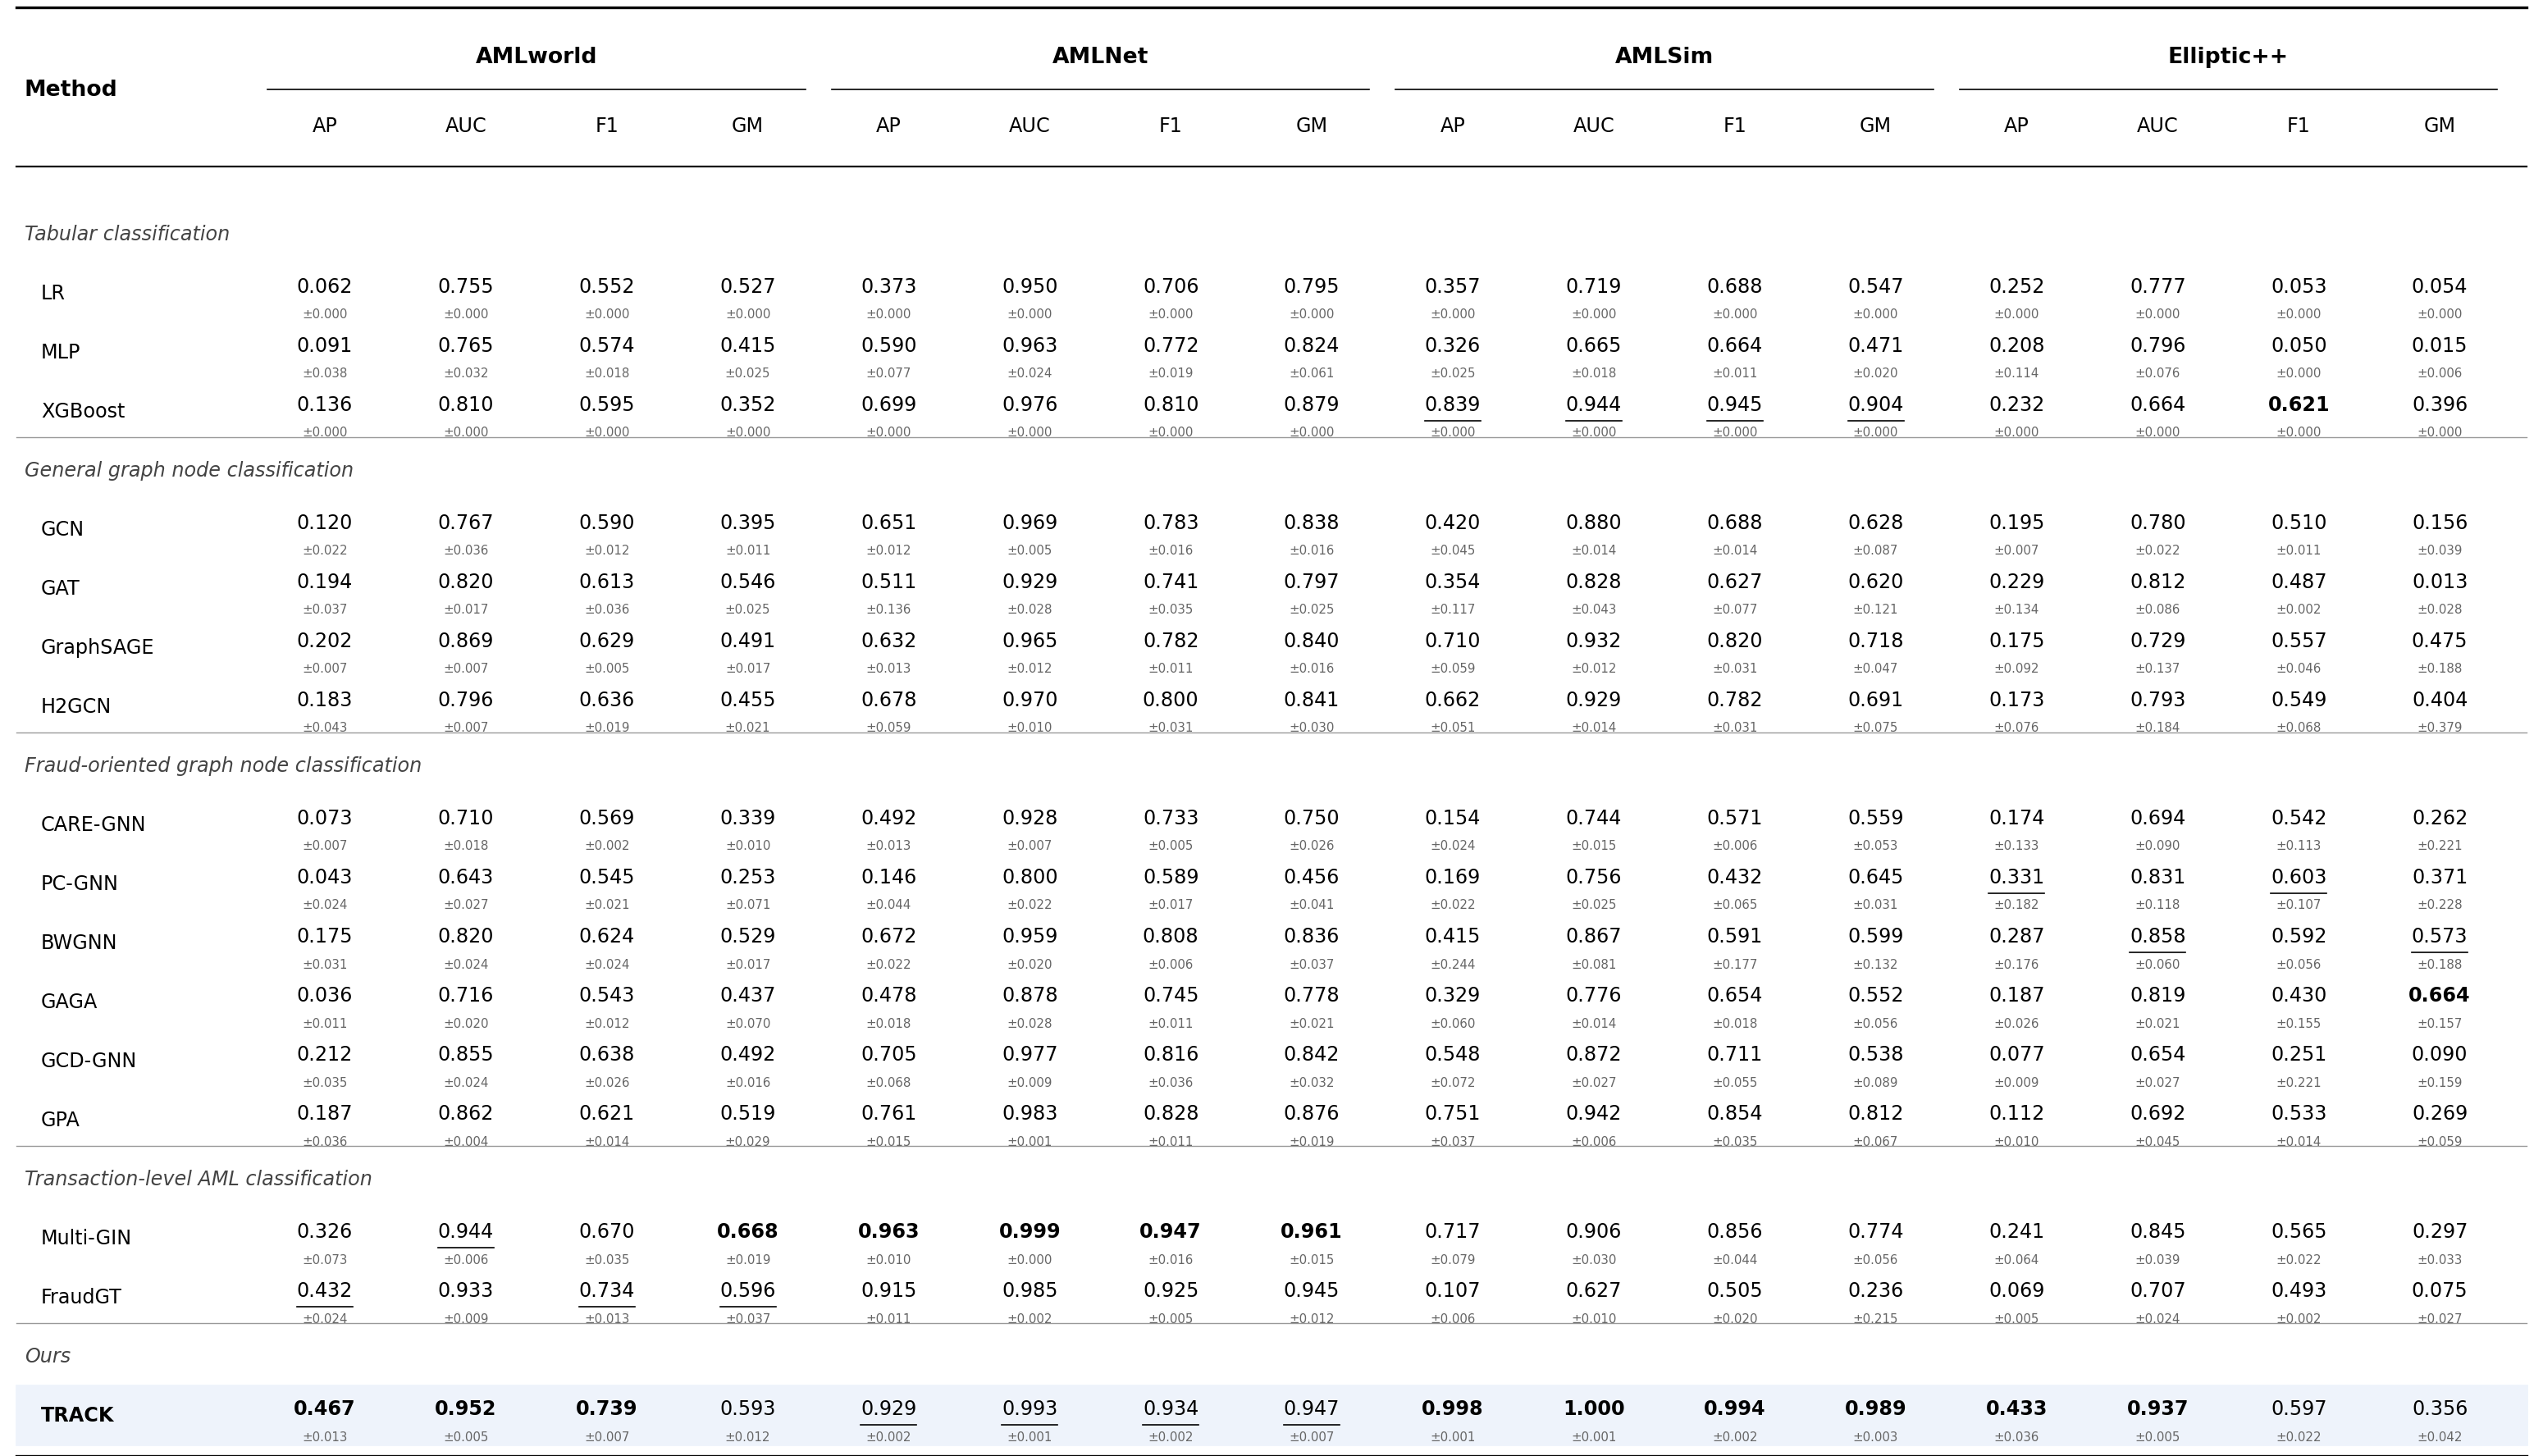 AMLworld AMLNet AMLSim Elliptic++
Method
AP AUC F1 GM AP AUC F1 GM AP AUC F1 GM AP AUC F1 GM
Tabular classification
LR 0.062 0.755 0.552 0.527 0.373 0.950 0.706 0.795 0.357 0.719 0.688 0.547 0.252 0.777 0.053 0.054
±0.000 ±0.000 ±0.000 ±0.000 ±0.000 ±0.000 ±0.000 ±0.000 ±0.000 ±0.000 ±0.000 ±0.000 ±0.000 ±0.000 ±0.000 ±0.000
MLP 0.091 0.765 0.574 0.415 0.590 0.963 0.772 0.824 0.326 0.665 0.664 0.471 0.208 0.796 0.050 0.015
±0.038 ±0.032 ±0.018 ±0.025 ±0.077 ±0.024 ±0.019 ±0.061 ±0.025 ±0.018 ±0.011 ±0.020 ±0.114 ±0.076 ±0.000 ±0.006
XGBoost 0.136 0.810 0.595 0.352 0.699 0.976 0.810 0.879 0.839 0.944 0.945 0.904 0.232 0.664 0.621 0.396
±0.000 ±0.000 ±0.000 ±0.000 ±0.000 ±0.000 ±0.000 ±0.000 ±0.000 ±0.000 ±0.000 ±0.000 ±0.000 ±0.000 ±0.000 ±0.000
General graph node classification
GCN 0.120 0.767 0.590 0.395 0.651 0.969 0.783 0.838 0.420 0.880 0.688 0.628 0.195 0.780 0.510 0.156
±0.022 ±0.036 ±0.012 ±0.011 ±0.012 ±0.005 ±0.016 ±0.016 ±0.045 ±0.014 ±0.014 ±0.087 ±0.007 ±0.022 ±0.011 ±0.039
GAT 0.194 0.820 0.613 0.546 0.511 0.929 0.741 0.797 0.354 0.828 0.627 0.620 0.229 0.812 0.487 0.013
±0.037 ±0.017 ±0.036 ±0.025 ±0.136 ±0.028 ±0.035 ±0.025 ±0.117 ±0.043 ±0.077 ±0.121 ±0.134 ±0.086 ±0.002 ±0.028
GraphSAGE 0.202 0.869 0.629 0.491 0.632 0.965 0.782 0.840 0.710 0.932 0.820 0.718 0.175 0.729 0.557 0.475
±0.007 ±0.007 ±0.005 ±0.017 ±0.013 ±0.012 ±0.011 ±0.016 ±0.059 ±0.012 ±0.031 ±0.047 ±0.092 ±0.137 ±0.046 ±0.188
H2GCN 0.183 0.796 0.636 0.455 0.678 0.970 0.800 0.841 0.662 0.929 0.782 0.691 0.173 0.793 0.549 0.404
±0.043 ±0.007 ±0.019 ±0.021 ±0.059 ±0.010 ±0.031 ±0.030 ±0.051 ±0.014 ±0.031 ±0.075 ±0.076 ±0.184 ±0.068 ±0.379
Fraud-oriented graph node classification
CARE-GNN 0.073 0.710 0.569 0.339 0.492 0.928 0.733 0.750 0.154 0.744 0.571 0.559 0.174 0.694 0.542 0.262
±0.007 ±0.018 ±0.002 ±0.010 ±0.013 ±0.007 ±0.005 ±0.026 ±0.024 ±0.015 ±0.006 ±0.053 ±0.133 ±0.090 ±0.113 ±0.221
PC-GNN 0.043 0.643 0.545 0.253 0.146 0.800 0.589 0.456 0.169 0.756 0.432 0.645 0.331 0.831 0.603 0.371
±0.024 ±0.027 ±0.021 ±0.071 ±0.044 ±0.022 ±0.017 ±0.041 ±0.022 ±0.025 ±0.065 ±0.031 ±0.182 ±0.118 ±0.107 ±0.228
BWGNN 0.175 0.820 0.624 0.529 0.672 0.959 0.808 0.836 0.415 0.867 0.591 0.599 0.287 0.858 0.592 0.573
±0.031 ±0.024 ±0.024 ±0.017 ±0.022 ±0.020 ±0.006 ±0.037 ±0.244 ±0.081 ±0.177 ±0.132 ±0.176 ±0.060 ±0.056 ±0.188
GAGA 0.036 0.716 0.543 0.437 0.478 0.878 0.745 0.778 0.329 0.776 0.654 0.552 0.187 0.819 0.430 0.664
±0.011 ±0.020 ±0.012 ±0.070 ±0.018 ±0.028 ±0.011 ±0.021 ±0.060 ±0.014 ±0.018 ±0.056 ±0.026 ±0.021 ±0.155 ±0.157
GCD-GNN 0.212 0.855 0.638 0.492 0.705 0.977 0.816 0.842 0.548 0.872 0.711 0.538 0.077 0.654 0.251 0.090
±0.035 ±0.024 ±0.026 ±0.016 ±0.068 ±0.009 ±0.036 ±0.032 ±0.072 ±0.027 ±0.055 ±0.089 ±0.009 ±0.027 ±0.221 ±0.159
GPA 0.187 0.862 0.621 0.519 0.761 0.983 0.828 0.876 0.751 0.942 0.854 0.812 0.112 0.692 0.533 0.269
±0.036 ±0.004 ±0.014 ±0.029 ±0.015 ±0.001 ±0.011 ±0.019 ±0.037 ±0.006 ±0.035 ±0.067 ±0.010 ±0.045 ±0.014 ±0.059
Transaction-level AML classification
Multi-GIN 0.326 0.944 0.670 0.668 0.963 0.999 0.947 0.961 0.717 0.906 0.856 0.774 0.241 0.845 0.565 0.297
±0.073 ±0.006 ±0.035 ±0.019 ±0.010 ±0.000 ±0.016 ±0.015 ±0.079 ±0.030 ±0.044 ±0.056 ±0.064 ±0.039 ±0.022 ±0.033
FraudGT 0.432 0.933 0.734 0.596 0.915 0.985 0.925 0.945 0.107 0.627 0.505 0.236 0.069 0.707 0.493 0.075
±0.024 ±0.009 ±0.013 ±0.037 ±0.011 ±0.002 ±0.005 ±0.012 ±0.006 ±0.010 ±0.020 ±0.215 ±0.005 ±0.024 ±0.002 ±0.027
Ours
TRACK 0.467 0.952 0.739 0.593 0.929 0.993 0.934 0.947 0.998 1.000 0.994 0.989 0.433 0.937 0.597 0.356
±0.013 ±0.005 ±0.007 ±0.012 ±0.002 ±0.001 ±0.002 ±0.007 ±0.001 ±0.001 ±0.002 ±0.003 ±0.036 ±0.005 ±0.022 ±0.042